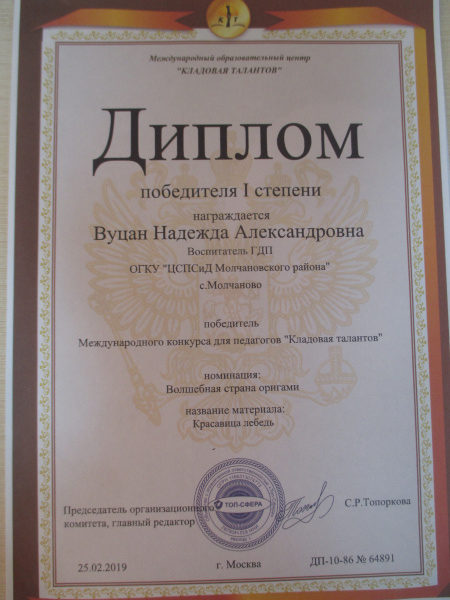 К Т
Международный образовательный центр
"КЛАДОВАЯ ТАЛАНТОВ"
Диплом
победителя I степени
награждается
Вуцан Надежда Александровна
Воспитатель ГДП
ОГКУ "ЦСПСиД Молчановского района"
с.Молчаново
победитель
Международного конкурса для педагогов "Кладовая талантов"
номинация:
Волшебная страна оригами
название материала:
Красавица лебедь
ТОП-СФЕРА
Председатель организационного
комитета, главный редактор
С.Р.Топоркова
25.02.2019
г. Москва
ДП-10-86 № 64891